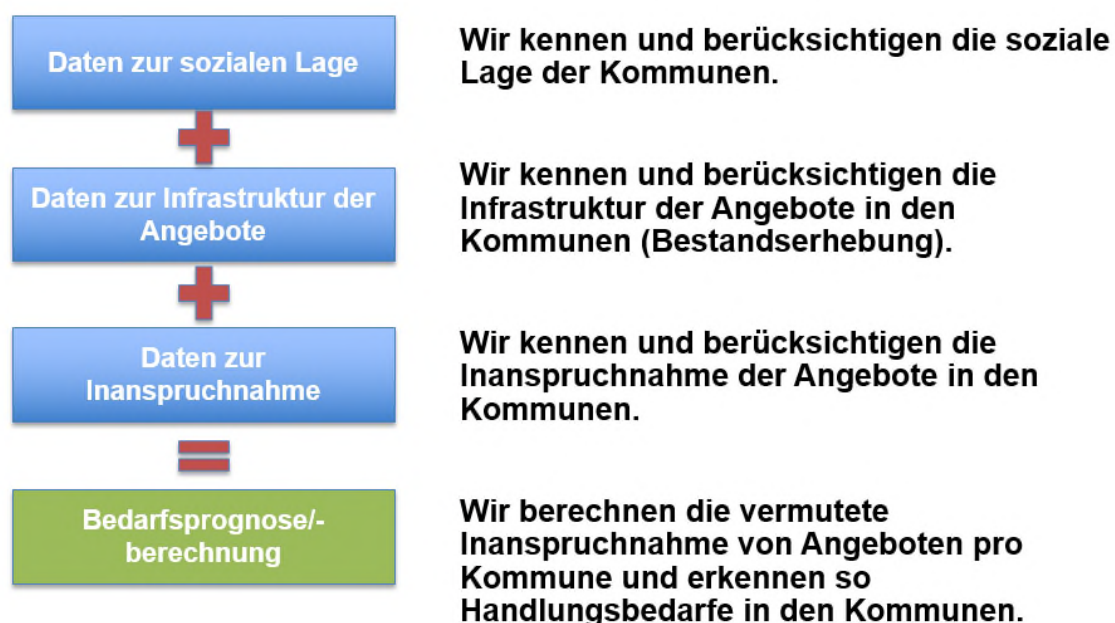 Daten zur sozialen Lage
Wir kennen und berücksichtigen die soziale
Lage der Kommunen.
Daten zur Infrastruktur der
Angebote
Wir kennen und berücksichtigen die
Infrastruktur der Angebote in den
Kommunen (Bestandserhebung).
Daten zur
Inanspruchnahme
Wir kennen und berücksichtigen die
Inanspruchnahme der Angebote in den
Kommunen.
Bedarfsprognose/-
berechnung
Wir berechnen die vermutete
Inanspruchnahme von Angeboten pro
Kommune und erkennen so
Handlungsbedarfe in den Kommunen.